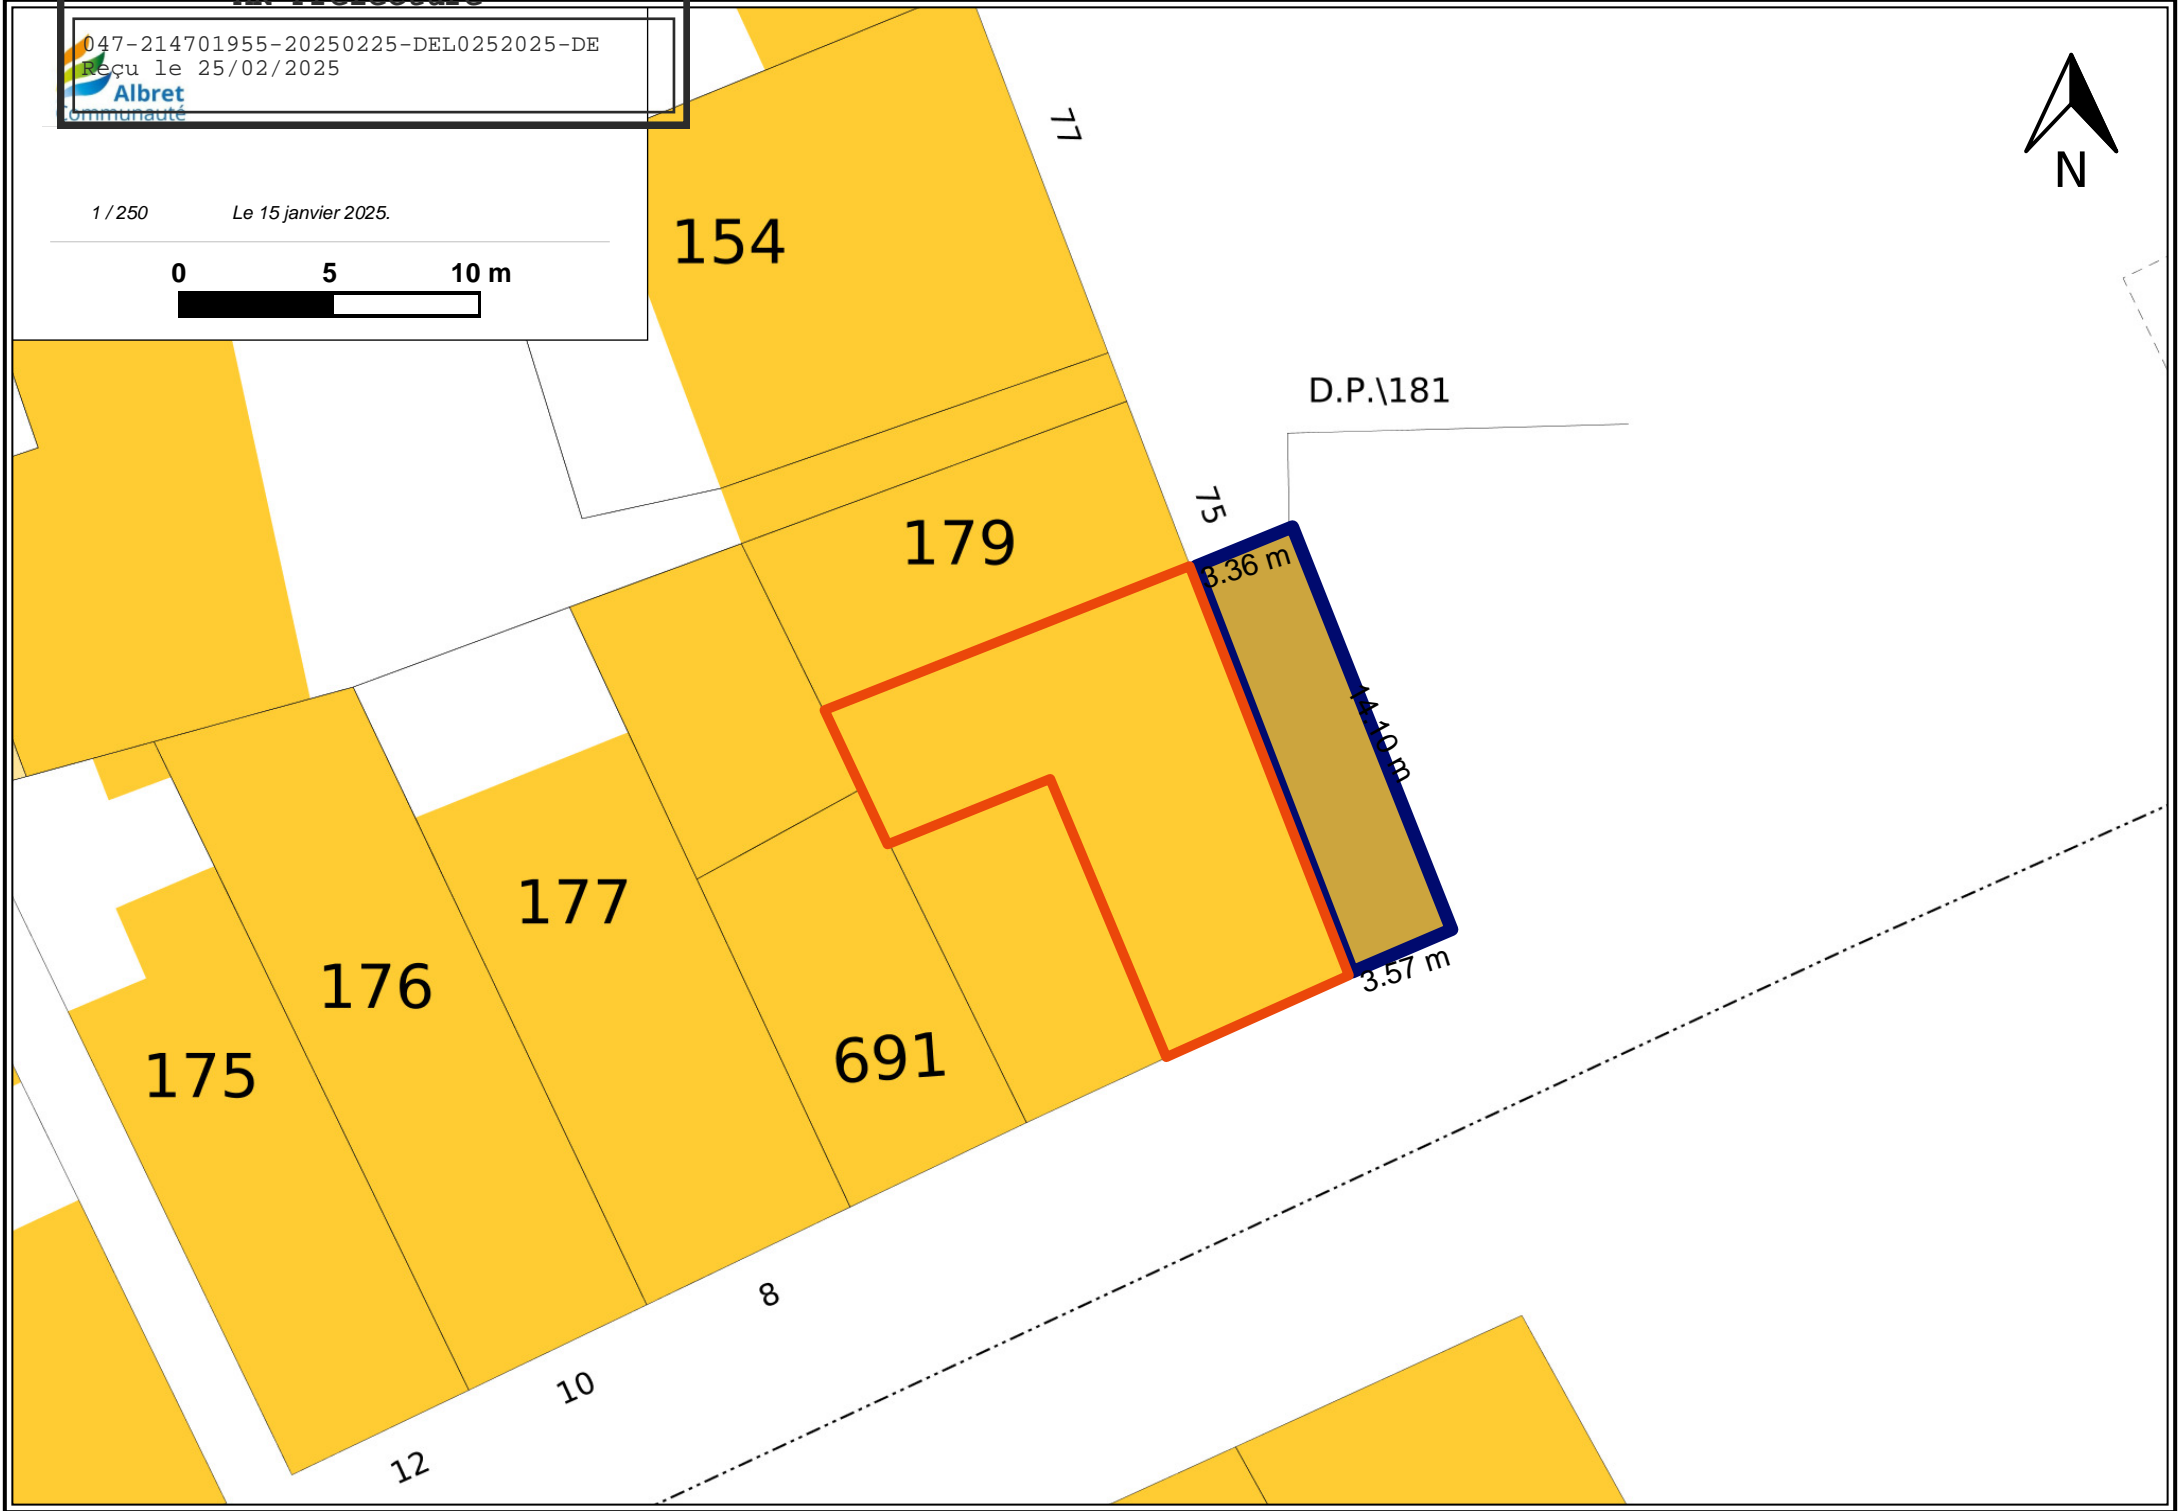 047-214701955-20250225-DEL0252025-DE
Reçu le 25/02/2025
Albret
Communauté
1 / 250 Le 15 janvier 2025.
0 5 10 m
154
77
N
D.P.\181
75
179
3.36 m
14.10 m
177
176
3.57 m
691
175
8
10
12